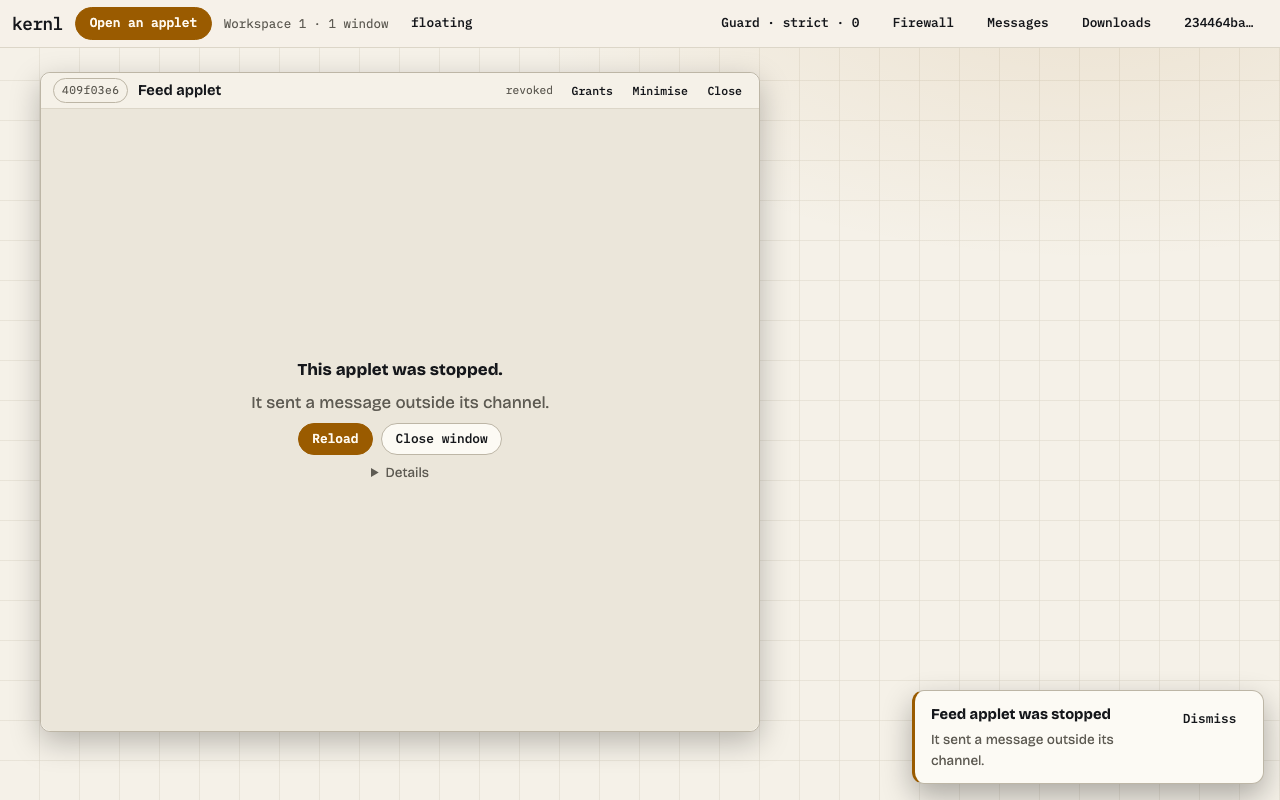 kernl
Open an applet
Workspace 1 · 1 window
floating
Guard · strict · 0
Firewall
Messages
Downloads
234464ba…
409f03e6
Feed applet
revoked
Grants
Minimise
Close
This applet was stopped.
It sent a message outside its channel.
Reload
Close window
Details
Feed applet was stopped
Dismiss
It sent a message outside its
channel.